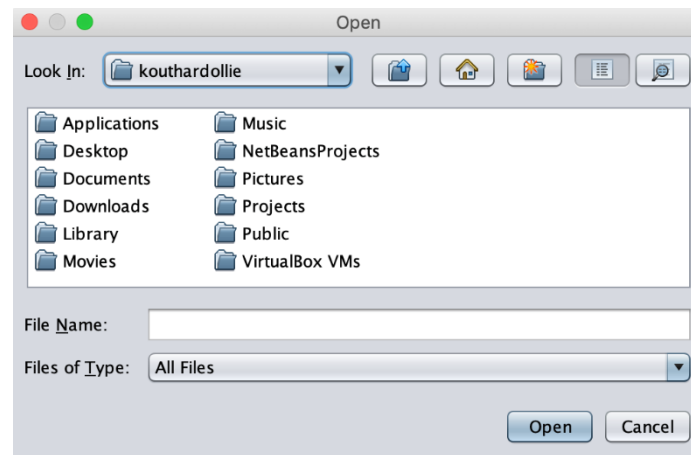 Open
Look In: kouthardollie
Applications Music
Desktop NetBeansProjects
Documents Pictures
Downloads Projects
Library Public
Movies VirtualBox VMs
File Name:
Files of Type: All Files
Open Cancel